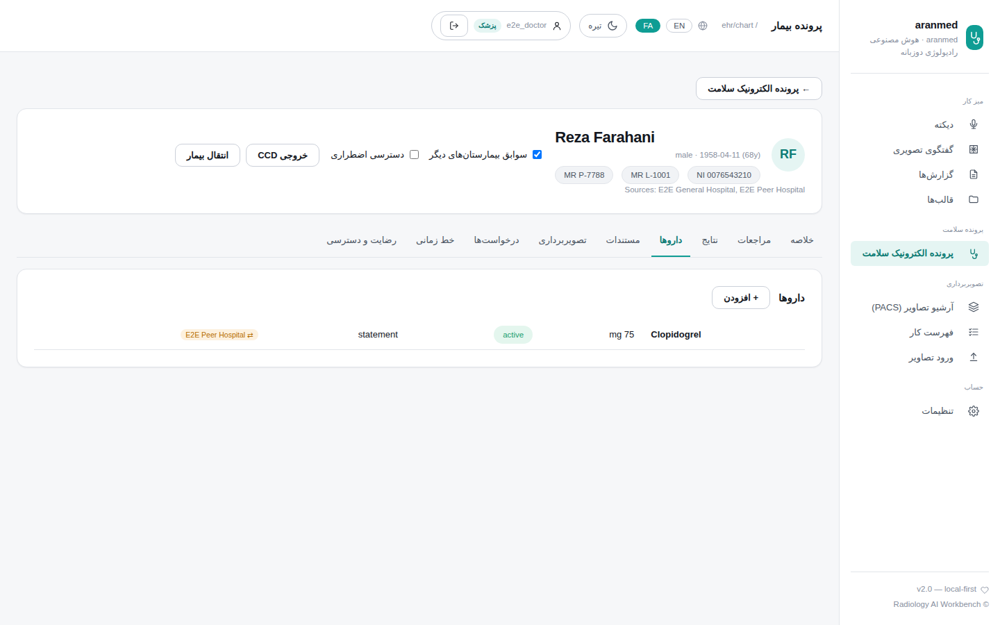 aranmed
aranmed · هوش مصنوعی
رادیولوژی دوزبانه
میز کار
دیکته
گفتگوی تصویری
گزارش‌ها
قالب‌ها
پرونده سلامت
پرونده الکترونیک سلامت
تصویربرداری
آرشیو تصاویر (PACS)
فهرست کار
ورود تصاویر
حساب
تنظیمات
v2.0 — local-first
Radiology AI Workbench ©
پرونده بیمار
ehr/chart /
EN
FA
تیره
e2e_doctor
پزشک
← پرونده الکترونیک سلامت
RF
Reza Farahani
male · 1958-04-11 (68y)
NI 0076543210
MR L-1001
MR P-7788
Sources: E2E General Hospital, E2E Peer Hospital
سوابق بیمارستان‌های دیگر
دسترسی اضطراری
خروجی CCD
انتقال بیمار
خلاصه
مراجعات
نتایج
داروها
مستندات
تصویربرداری
درخواست‌ها
خط زمانی
رضایت و دسترسی
داروها
+ افزودن
Clopidogrel
mg 75
active
statement
E2E Peer Hospital ⇄